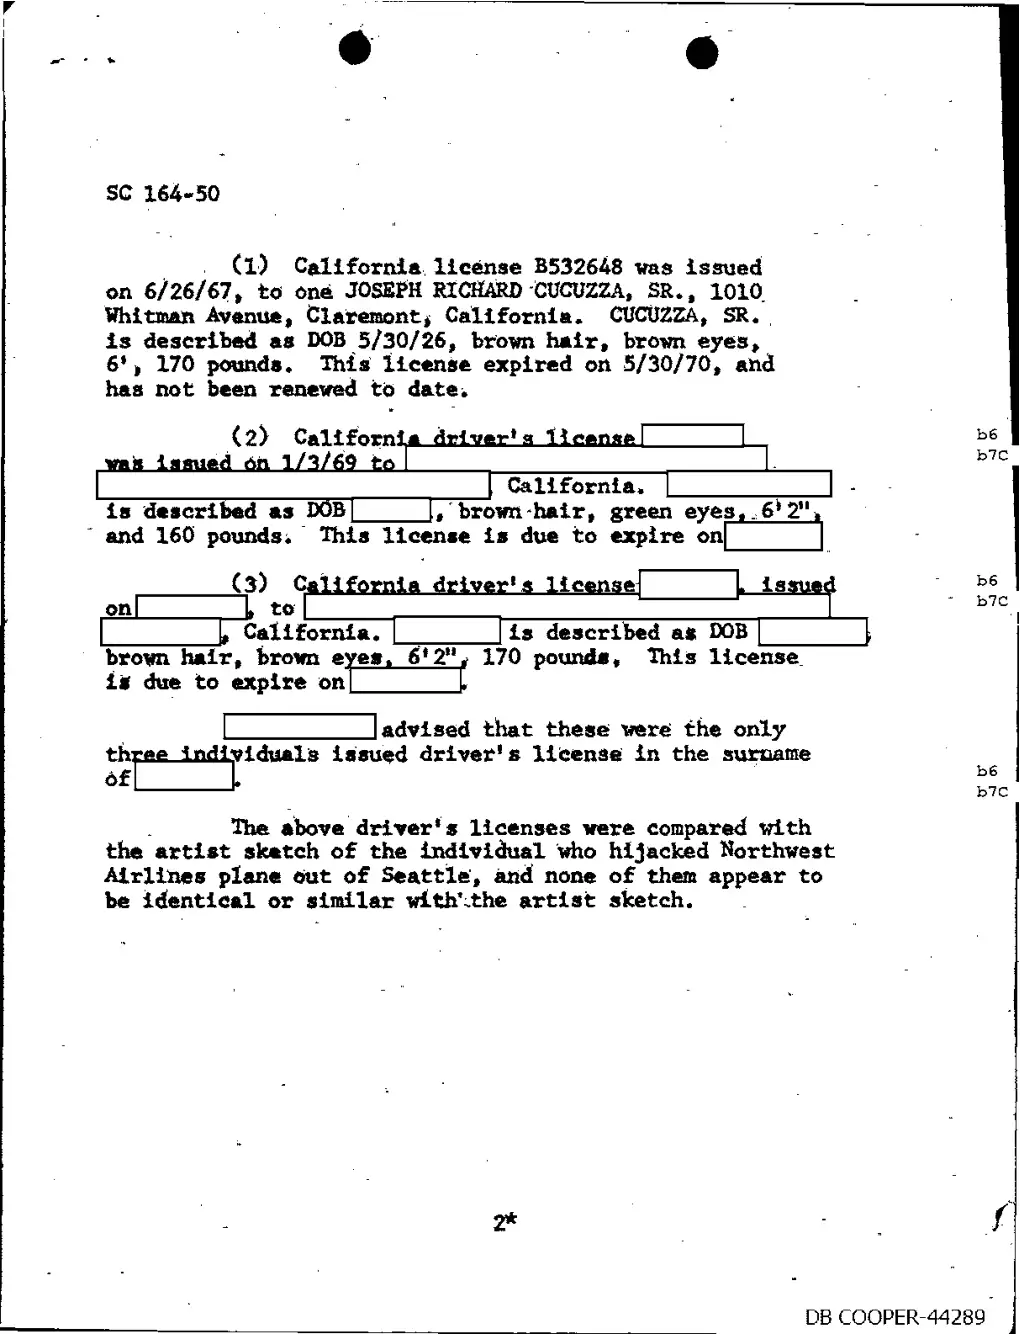 SC 164-50
(1) California license B532648 was issued
on 6/26/67, to one JOSEPH RICHARD CUCUZZA, SR., 1010
Whitman Avenue, Claremont, California. CUCUZZA, SR.
is described as DOB 5/30/26, brown hair, brown eyes,
6', 170 pounds. This license expired on 5/30/70, and
has not been renewed to date.
(2) California driver's license
b6
was issued on 1/3/69 to .
b7C
, California.
is described as DOB , brown hair, green eyes, 6'2",
and 160 pounds. This license is due to expire on
(3) California driver's license , issued
b6
on , to
b7C
, California. is described as DOB ,
brown hair, brown eyes, 6'2", 170 pounds, This license
is due to expire on .
advised that these were the only
three individuals issued driver's license in the surname
of .
b6
b7C
The above driver's licenses were compared with
the artist sketch of the individual who hijacked Northwest
Airlines plane out of Seattle, and none of them appear to
be identical or similar with the artist sketch.
2*
DB COOPER-44289